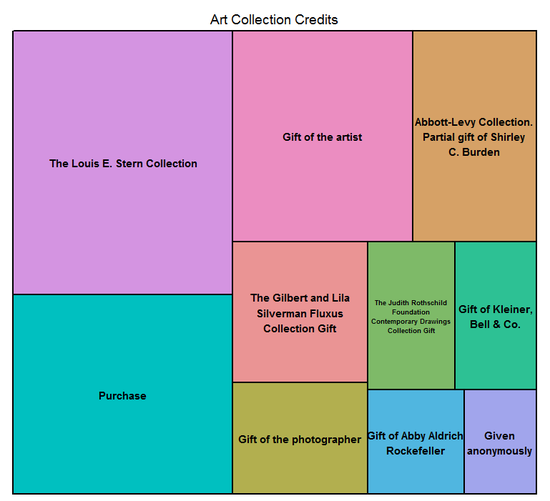 Art Collection Credits
The Louis E. Stern Collection
Gift of the artist
Abbott-Levy Collection.
Partial gift of Shirley
C. Burden
Purchase
The Gilbert and Lila
Silverman Fluxus
Collection Gift
The Judith Rothschild
Foundation
Contemporary Drawings
Collection Gift
Gift of Kleiner,
Bell & Co.
Gift of the photographer
Gift of Abby Aldrich
Rockefeller
Given
anonymously